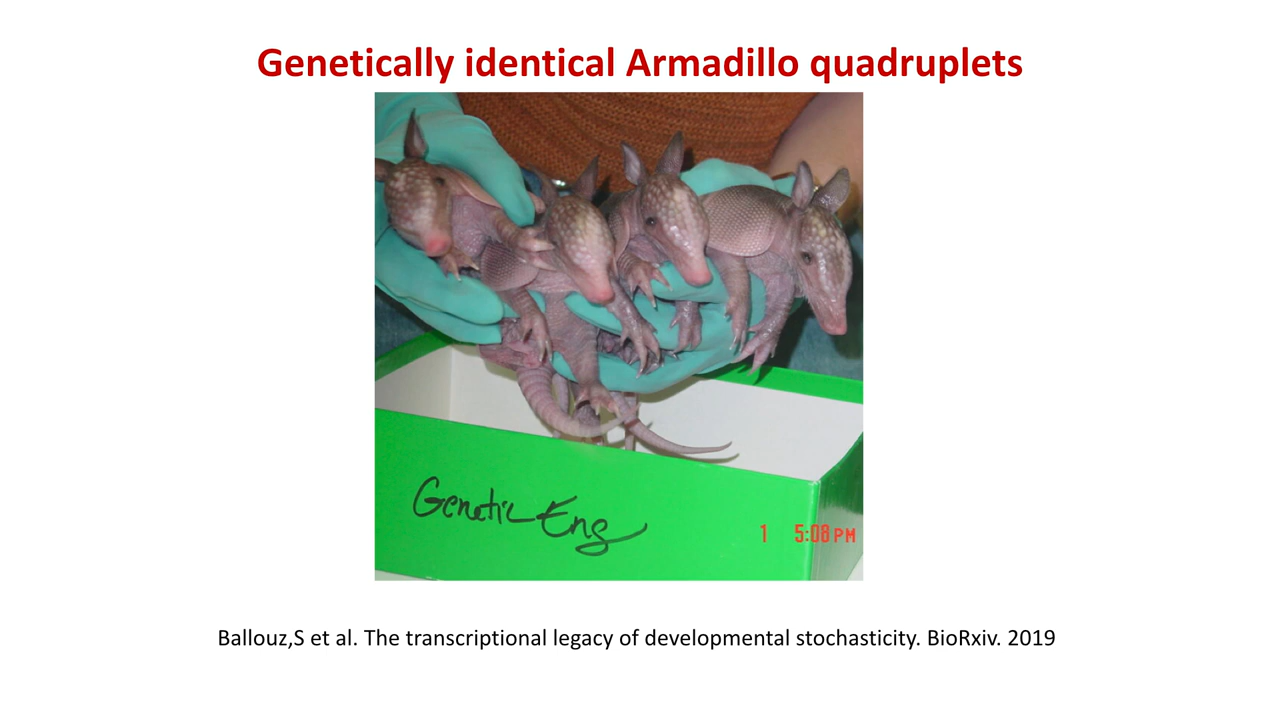 Genetically identical Armadillo quadruplets
Genetic Eng
1 5:08 PM
Ballouz,S et al. The transcriptional legacy of developmental stochasticity. BioRxiv. 2019